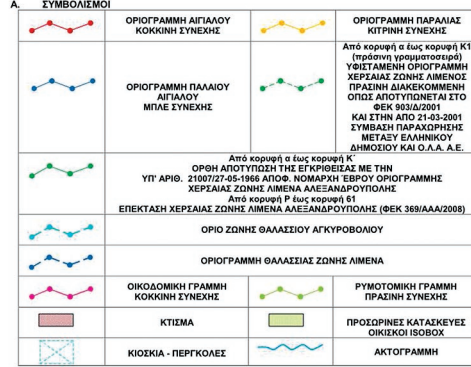 Α. ΣΥΜΒΟΛΙΣΜΟΙ
ΟΡΙΟΓΡΑΜΜΗ ΑΙΓΙΑΛΟΥ
ΚΟΚΚΙΝΗ ΣΥΝΕΧΗΣ
ΟΡΙΟΓΡΑΜΜΗ ΠΑΡΑΛΙΑΣ
ΚΙΤΡΙΝΗ ΣΥΝΕΧΗΣ
ΟΡΙΟΓΡΑΜΜΗ ΠΑΛΑΙΟΥ
ΑΙΓΙΑΛΟΥ
ΜΠΛΕ ΣΥΝΕΧΗΣ
Από κορυφή α έως κορυφή Κ1
(πράσινη γραμματοσειρά)
ΥΦΙΣΤΑΜΕΝΗ ΟΡΙΟΓΡΑΜΜΗ
ΧΕΡΣΑΙΑΣ ΖΩΝΗΣ ΛΙΜΕΝΟΣ
ΠΡΑΣΙΝΗ ΔΙΑΚΕΚΟΜΜΕΝΗ
ΟΠΩΣ ΑΠΟΤΥΠΩΝΕΤΑΙ ΣΤΟ
ΦΕΚ 903/Δ/2001
ΚΑΙ ΣΤΗΝ ΑΠΟ 21-03-2001
ΣΥΜΒΑΣΗ ΠΑΡΑΧΩΡΗΣΗΣ
ΜΕΤΑΞΥ ΕΛΛΗΝΙΚΟΥ
ΔΗΜΟΣΙΟΥ ΚΑΙ Ο.Λ.Α. Α.Ε.
Από κορυφή α έως κορυφή Κ΄
ΟΡΘΗ ΑΠΟΤΥΠΩΣΗ ΤΗΣ ΕΓΚΡΙΘΕΙΣΑΣ ΜΕ ΤΗΝ
ΥΠ' ΑΡΙΘ. 21007/27-05-1966 ΑΠΟΦ. ΝΟΜΑΡΧΗ ΈΒΡΟΥ ΟΡΙΟΓΡΑΜΜΗΣ
ΧΕΡΣΑΙΑΣ ΖΩΝΗΣ ΛΙΜΕΝΑ ΑΛΕΞΑΝΔΡΟΥΠΟΛΗΣ
Από κορυφή Ρ έως κορυφή 61
ΕΠΕΚΤΑΣΗ ΧΕΡΣΑΙΑΣ ΖΩΝΗΣ ΛΙΜΕΝΑ ΑΛΕΞΑΝΔΡΟΥΠΟΛΗΣ (ΦΕΚ 369/ΑΑΑ/2008)
ΟΡΙΟ ΖΩΝΗΣ ΘΑΛΑΣΣΙΟΥ ΑΓΚΥΡΟΒΟΛΙΟΥ
ΟΡΙΟΓΡΑΜΜΗ ΘΑΛΑΣΣΙΑΣ ΖΩΝΗΣ ΛΙΜΕΝΑ
ΟΙΚΟΔΟΜΙΚΗ ΓΡΑΜΜΗ
ΚΟΚΚΙΝΗ ΣΥΝΕΧΗΣ
ΡΥΜΟΤΟΜΙΚΗ ΓΡΑΜΜΗ
ΠΡΑΣΙΝΗ ΣΥΝΕΧΗΣ
ΚΤΙΣΜΑ
ΠΡΟΣΩΡΙΝΕΣ ΚΑΤΑΣΚΕΥΕΣ
ΟΙΚΙΣΚΟΙ ISOBOX
ΚΙΟΣΚΙΑ - ΠΕΡΓΚΟΛΕΣ
ΑΚΤΟΓΡΑΜΜΗ